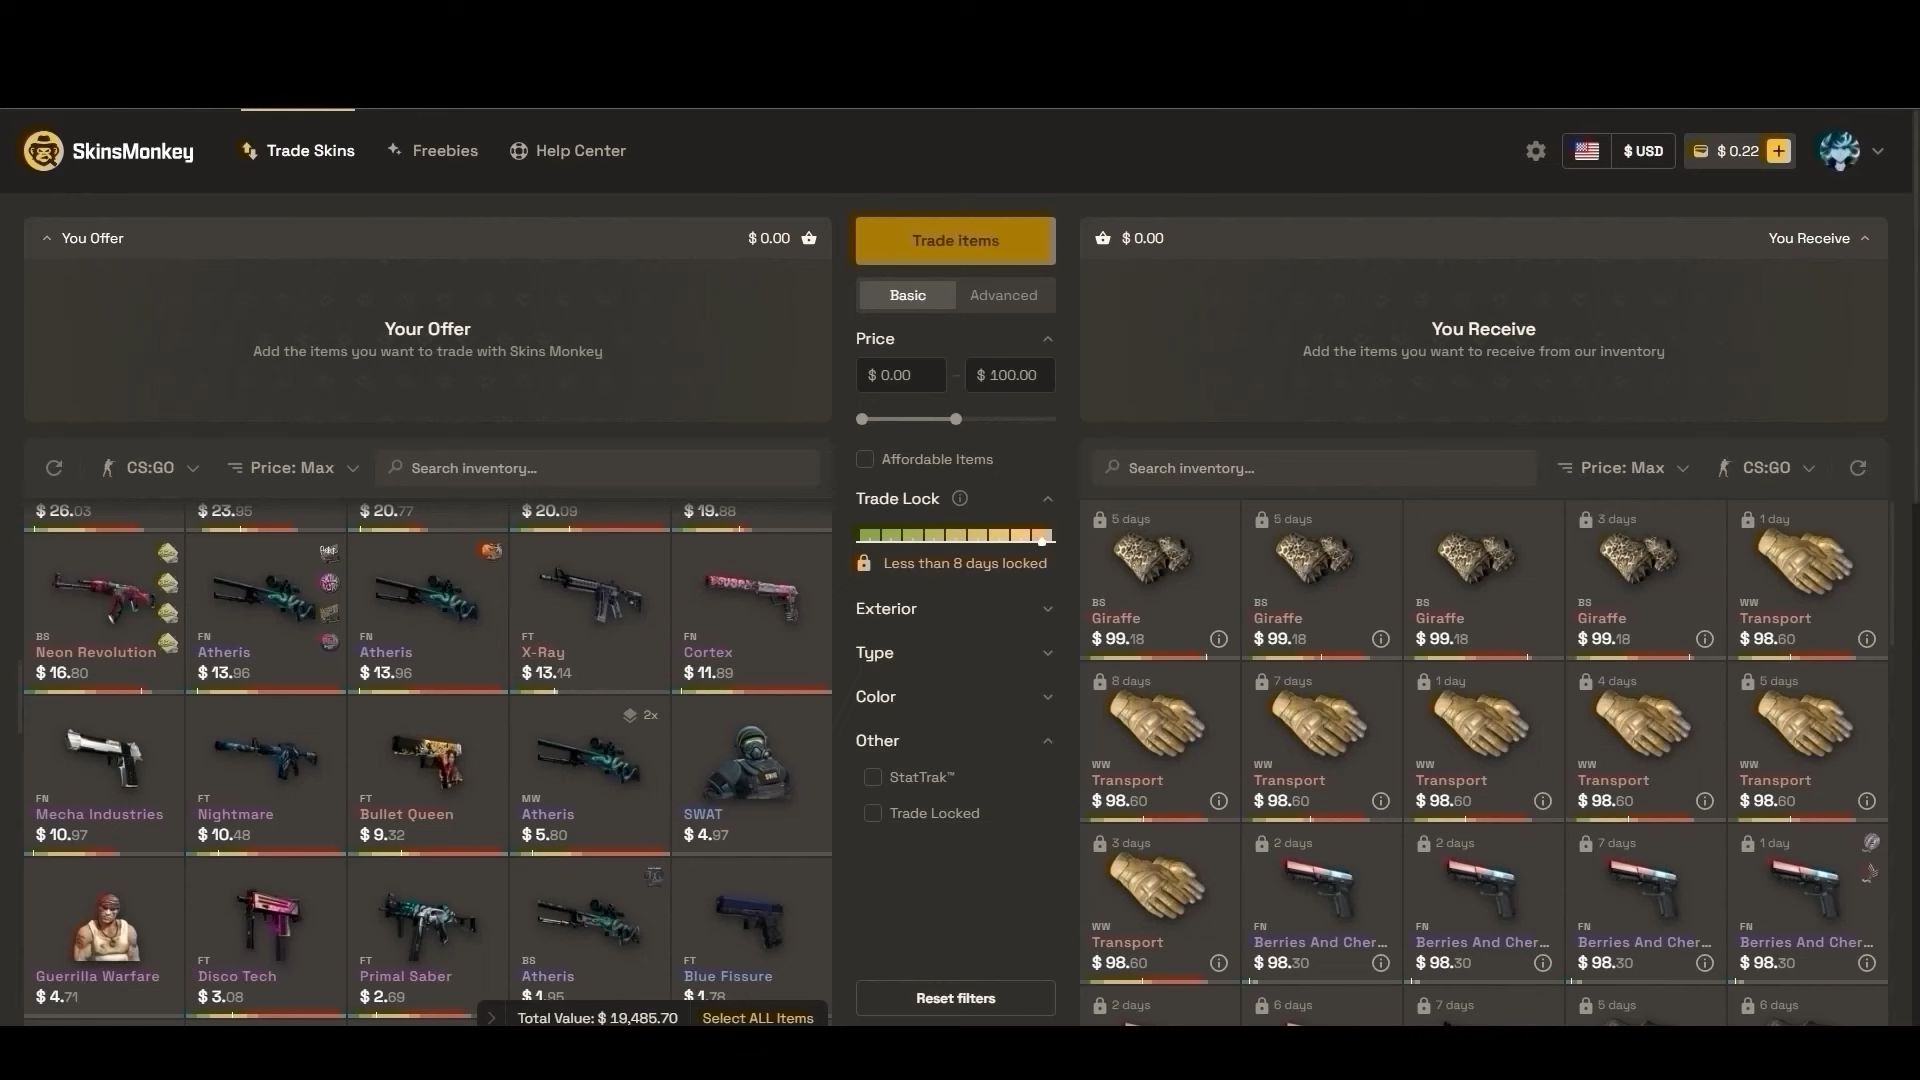 SkinsMonkey
Trade Skins
Freebies
Help Center
$ USD
$ 0.22
You Offer
$ 0.00
Your Offer
Add the items you want to trade with Skins Monkey
Trade items
Basic
Advanced
Price
$ 0.00
$ 100.00
Affordable Items
Trade Lock
Less than 8 days locked
Exterior
Type
Color
Other
StatTrak™
Trade Locked
Reset filters
$ 0.00
You Receive
You Receive
Add the items you want to receive from our inventory
CS:GO
Price: Max
Search inventory...
$ 26.03
$ 23.95
$ 20.77
$ 20.09
$ 19.88
BS
Neon Revolution
$ 16.80
FN
Atheris
$ 13.96
FN
Atheris
$ 13.96
FT
X-Ray
$ 13.14
FN
Cortex
$ 11.89
FN
Mecha Industries
$ 10.97
FT
Nightmare
$ 10.48
FT
Bullet Queen
$ 9.32
2x
MW
Atheris
$ 5.80
SWAT
$ 4.97
Guerrilla Warfare
$ 4.71
FT
Disco Tech
$ 3.08
FT
Primal Saber
$ 2.69
BS
Atheris
$ 1.95
FT
Blue Fissure
$ 1.78
Total Value: $ 19,485.70
Select ALL Items
Search inventory...
Price: Max
CS:GO
5 days
BS
Giraffe
$ 99.18
5 days
BS
Giraffe
$ 99.18
BS
Giraffe
$ 99.18
3 days
BS
Giraffe
$ 99.18
1 day
WW
Transport
$ 98.60
8 days
WW
Transport
$ 98.60
7 days
WW
Transport
$ 98.60
1 day
WW
Transport
$ 98.60
4 days
WW
Transport
$ 98.60
5 days
WW
Transport
$ 98.60
3 days
WW
Transport
$ 98.60
2 days
FN
Berries And Cher...
$ 98.30
2 days
FN
Berries And Cher...
$ 98.30
7 days
FN
Berries And Cher...
$ 98.30
1 day
FN
Berries And Cher...
$ 98.30
2 days
6 days
7 days
5 days
6 days